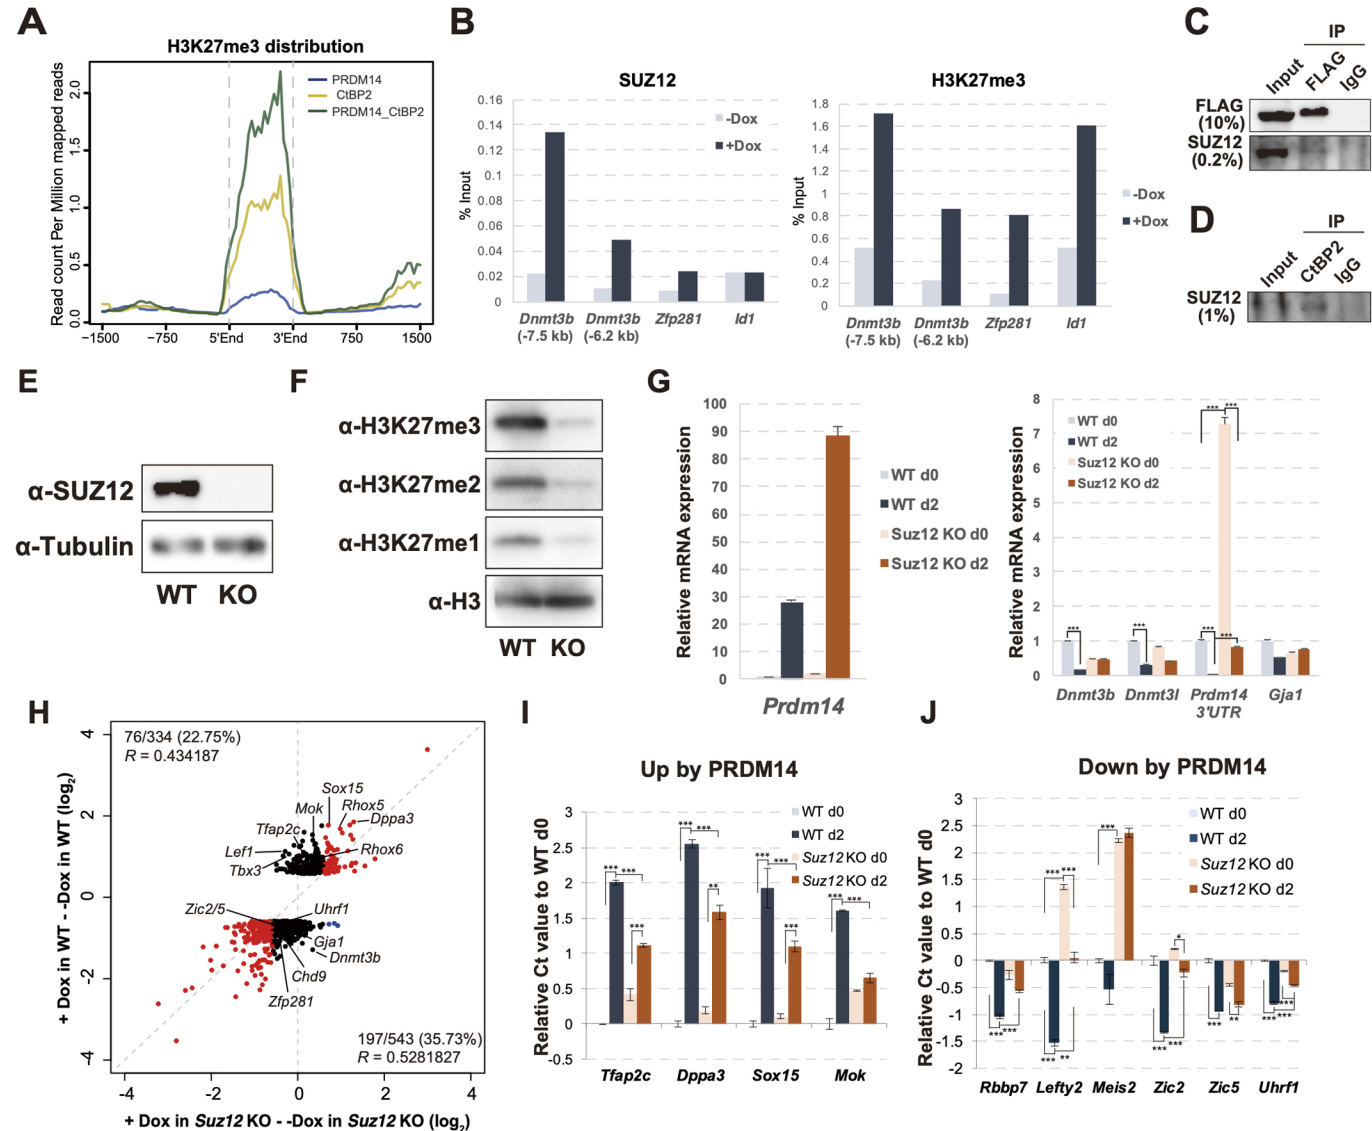 A
H3K27me3 distribution
Read count Per Million mapped reads
2.0
1.5
1.0
0.5
0.0
PRDM14
CtBP2
PRDM14_CtBP2
−1500 −750 5'End 3'End 750 1500
B
SUZ12
% Input
0.16
0.14
0.12
0.1
0.08
0.06
0.04
0.02
0
-Dox
+Dox
Dnmt3b Dnmt3b Zfp281 Id1
(-7.5 kb) (-6.2 kb)
H3K27me3
% Input
1.8
1.6
1.4
1.2
1
0.8
0.6
0.4
0.2
0
-Dox
+Dox
Dnmt3b Dnmt3b Zfp281 Id1
(-7.5 kb) (-6.2 kb)
C
IP
Input FLAG IgG
FLAG
(10%)
SUZ12
(0.2%)
D
IP
Input CtBP2 IgG
SUZ12
(1%)
E
α-SUZ12
α-Tubulin
WT KO
F
α-H3K27me3
α-H3K27me2
α-H3K27me1
α-H3
WT KO
G
Relative mRNA expression
100
90
80
70
60
50
40
30
20
10
0
Prdm14
WT d0
WT d2
Suz12 KO d0
Suz12 KO d2
Relative mRNA expression
8
7
6
5
4
3
2
1
0
WT d0
WT d2
Suz12 KO d0
Suz12 KO d2
*** ***
*** *** *** ***
Dnmt3b Dnmt3l Prdm14 Gja1
3'UTR
H
+ Dox in WT - -Dox in WT (log2)
4
2
0
-2
-4
76/334 (22.75%)
R = 0.434187
Sox15
Mok Rhox5
Dppa3
Tfap2c
Lef1 Rhox6
Tbx3
Zic2/5 Uhrf1
Gja1
Dnmt3b
Chd9
Zfp281
197/543 (35.73%)
R = 0.5281827
−4 −2 0 2 4
+ Dox in Suz12 KO - -Dox in Suz12 KO (log2)
I
Up by PRDM14
Relative Ct value to WT d0
3
2.5
2
1.5
1
0.5
0
-0.5
WT d0
WT d2
Suz12 KO d0
Suz12 KO d2
*** *** ***
*** *** **
*** *** ***
*** ***
Tfap2c Dppa3 Sox15 Mok
J
Down by PRDM14
Relative Ct value to WT d0
3
2.5
2
1.5
1
0.5
0
-0.5
-1
-1.5
-2
WT d0
WT d2
Suz12 KO d0
Suz12 KO d2
*** ***
*** *** *** **
***
* *** ***
*** **
*** *** ***
Rbbp7 Lefty2 Meis2 Zic2 Zic5 Uhrf1